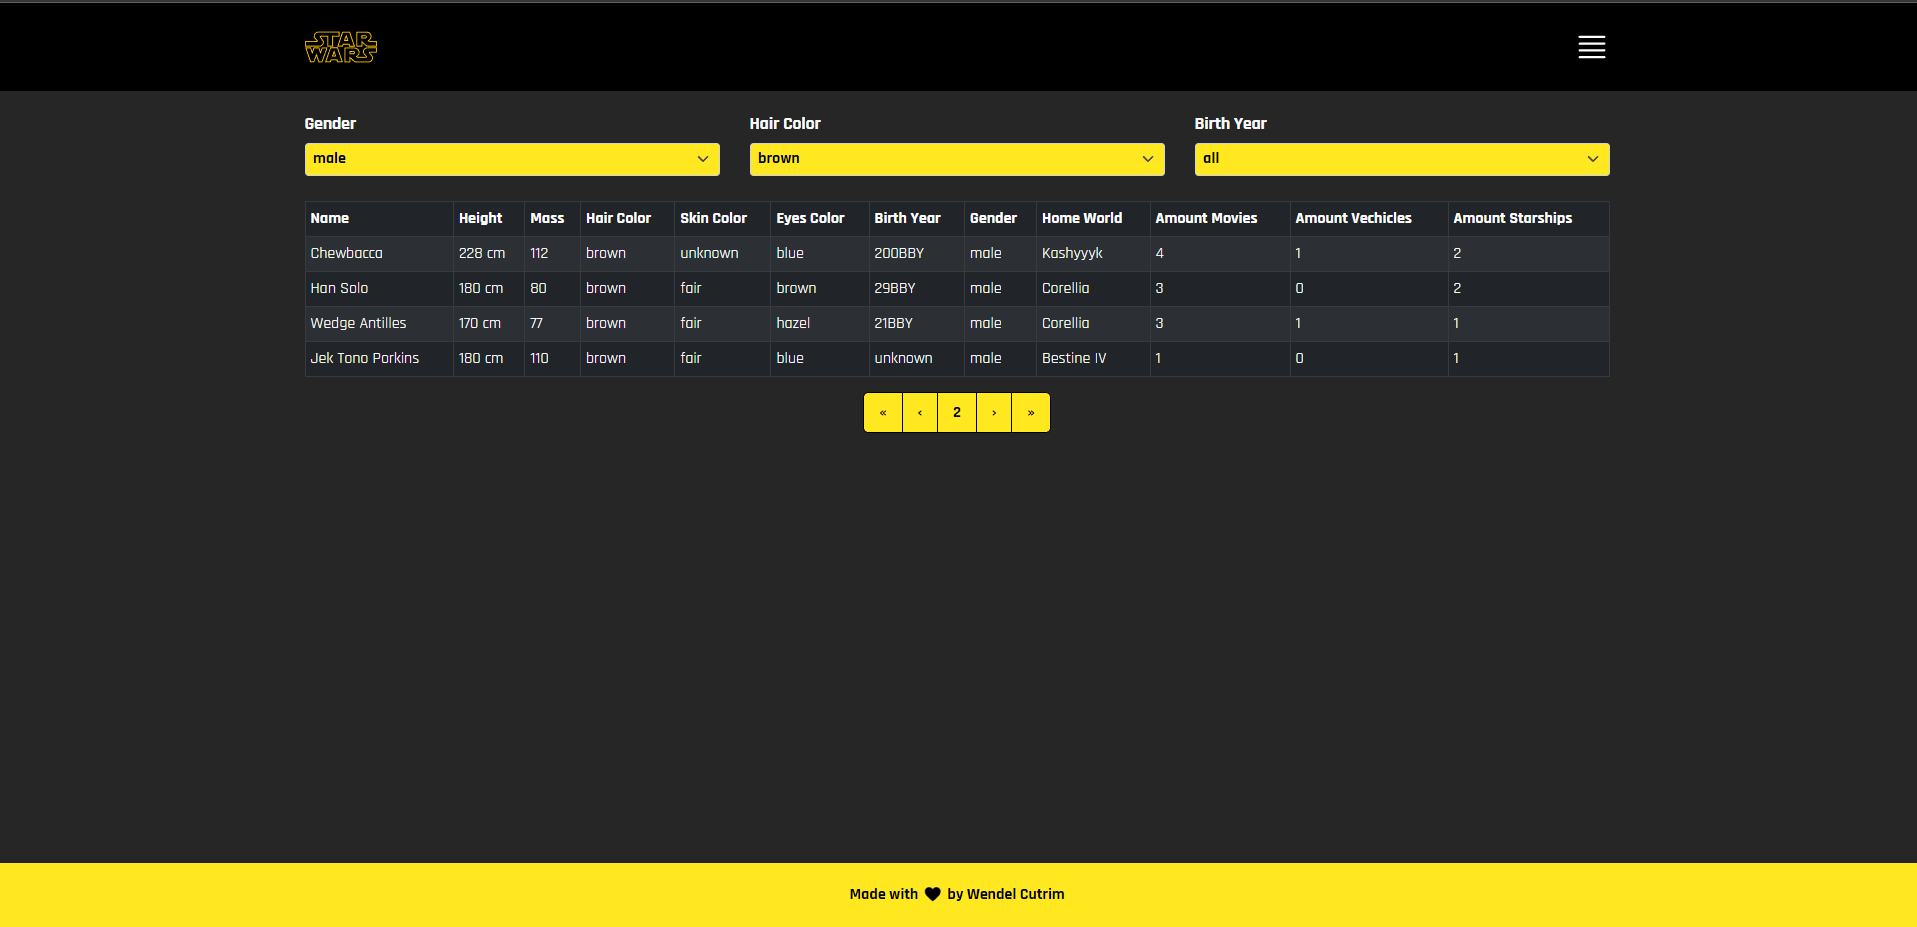 STAR
WARS
Gender Hair Color Birth Year
male brown all
Name Height Mass Hair Color Skin Color Eyes Color Birth Year Gender Home World Amount Movies Amount Vechicles Amount Starships
Chewbacca 228 cm 112 brown unknown blue 200BBY male Kashyyyk 4 1 2
Han Solo 180 cm 80 brown fair brown 29BBY male Corellia 3 0 2
Wedge Antilles 170 cm 77 brown fair hazel 21BBY male Corellia 3 1 1
Jek Tono Porkins 180 cm 110 brown fair blue unknown male Bestine IV 1 0 1
« ‹ 2 › »
Made with ♥ by Wendel Cutrim